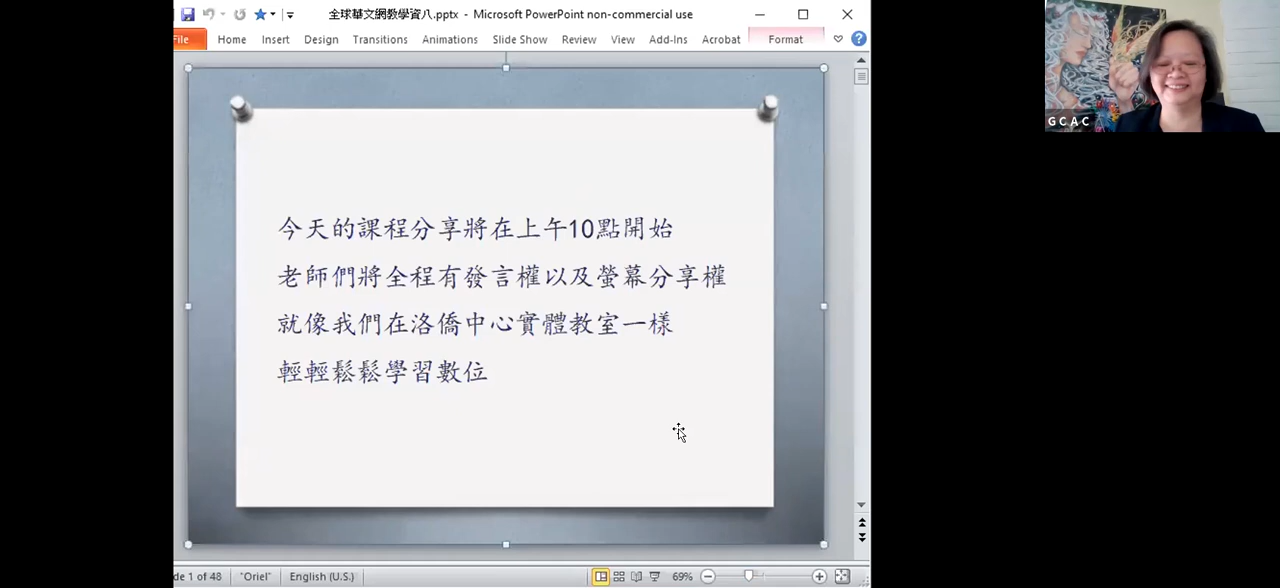 全球華文網教學資八.pptx - Microsoft PowerPoint non-commercial use
File Home Insert Design Transitions Animations Slide Show Review View Add-Ins Acrobat Format
G C A C
今天的課程分享將在上午10點開始
老師們將全程有發言權以及螢幕分享權
就像我們在洛僑中心實體教室一樣
輕輕鬆鬆學習數位
de 1 of 48 "Oriel" English (U.S.) 69%